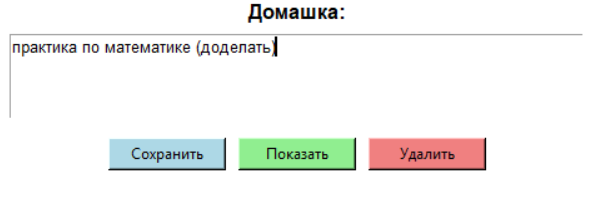 Домашка:
практика по математике (доделать)
Сохранить
Показать
Удалить